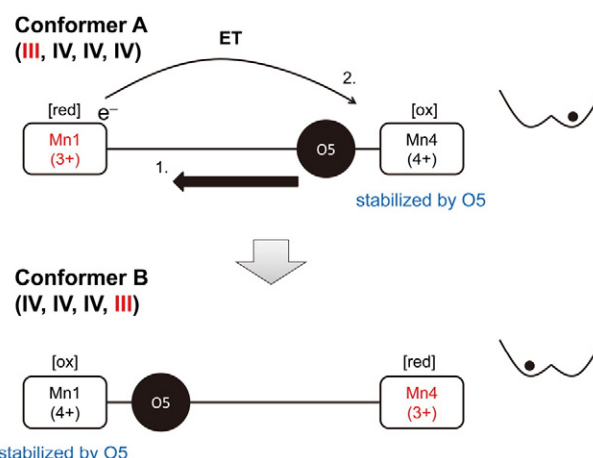 Conformer A
(III, IV, IV, IV)
ET
2.
[red]
e⁻
[ox]
Mn1
(3+)
O5
Mn4
(4+)
1.
stabilized by O5
Conformer B
(IV, IV, IV, III)
[ox]
[red]
Mn1
(4+)
O5
Mn4
(3+)
stabilized by O5